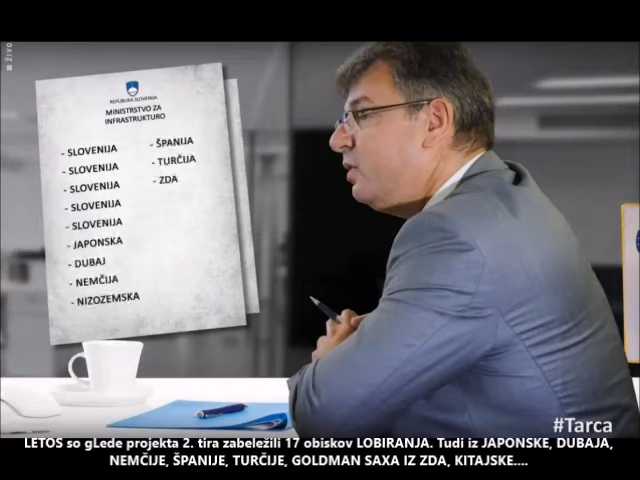 ŽIVO
REPUBLIKA SLOVENIJA
MINISTRSTVO ZA
INFRASTRUKTURO
- SLOVENIJA
- SLOVENIJA
- SLOVENIJA
- SLOVENIJA
- SLOVENIJA
- JAPONSKA
- DUBAJ
- NEMČIJA
- NIZOZEMSKA
- ŠPANIJA
- TURČIJA
- ZDA
#Tarca
LETOS so gLede projekta 2. tira zabeležili 17 obiskov LOBIRANJA. Tudi iz JAPONSKE, DUBAJA,
NEMČIJE, ŠPANIJE, TURČIJE, GOLDMAN SAXA IZ ZDA, KITAJSKE....